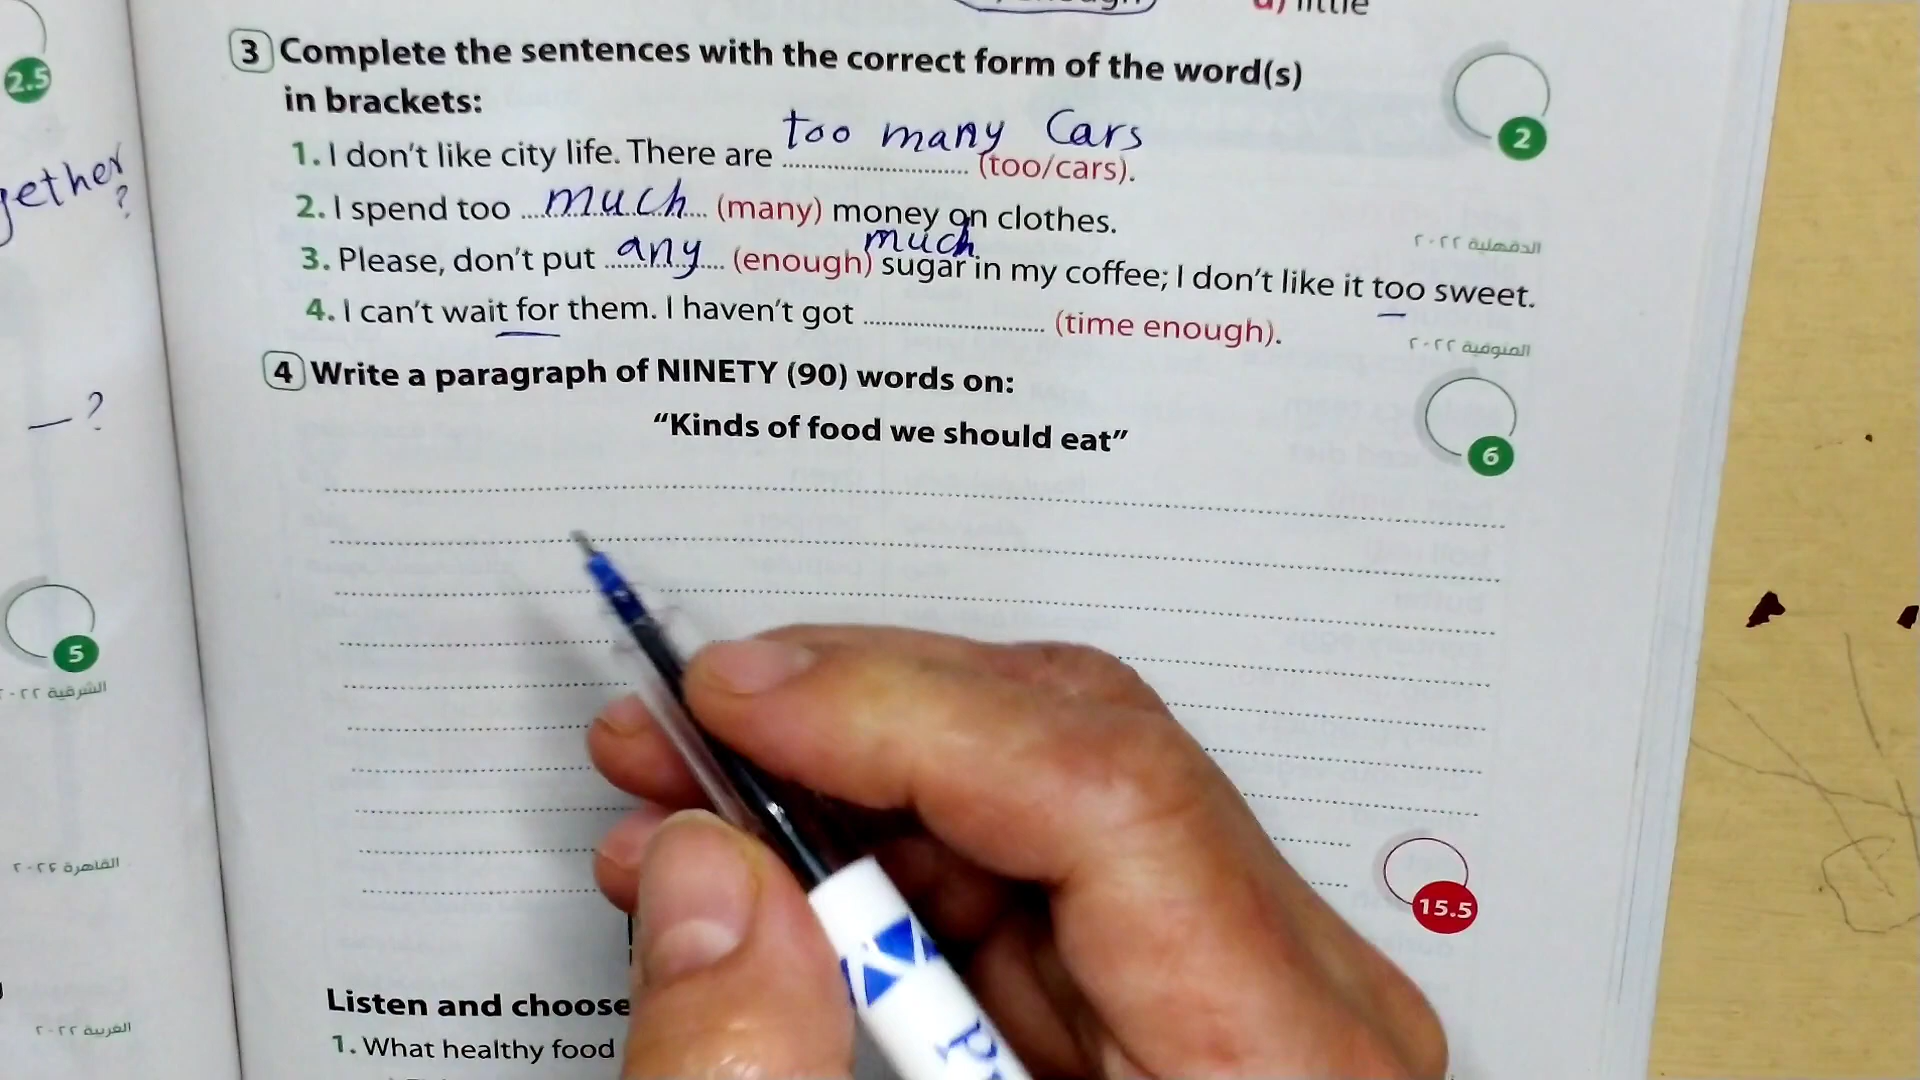 d) little
3 Complete the sentences with the correct form of the word(s)
in brackets:
2
2.5
too many Cars
1. I don't like city life. There are .......... (too/cars).
gether
?
2. I spend too much (many) money on clothes.
الدقهلية ٢٠٢٢
much
3. Please, don't put any (enough) sugar in my coffee; I don't like it too sweet.
4. I can't wait for them. I haven't got .......... (time enough).
المنوفية ٢٠٢٢
4 Write a paragraph of NINETY (90) words on:
"Kinds of food we should eat"
6
— ?
5
الشرقية ٢٠٢٢
القاهرة ٢٠٢٤
15.5
Listen and choose
1. What healthy food
الغربية ٢٠٢٢